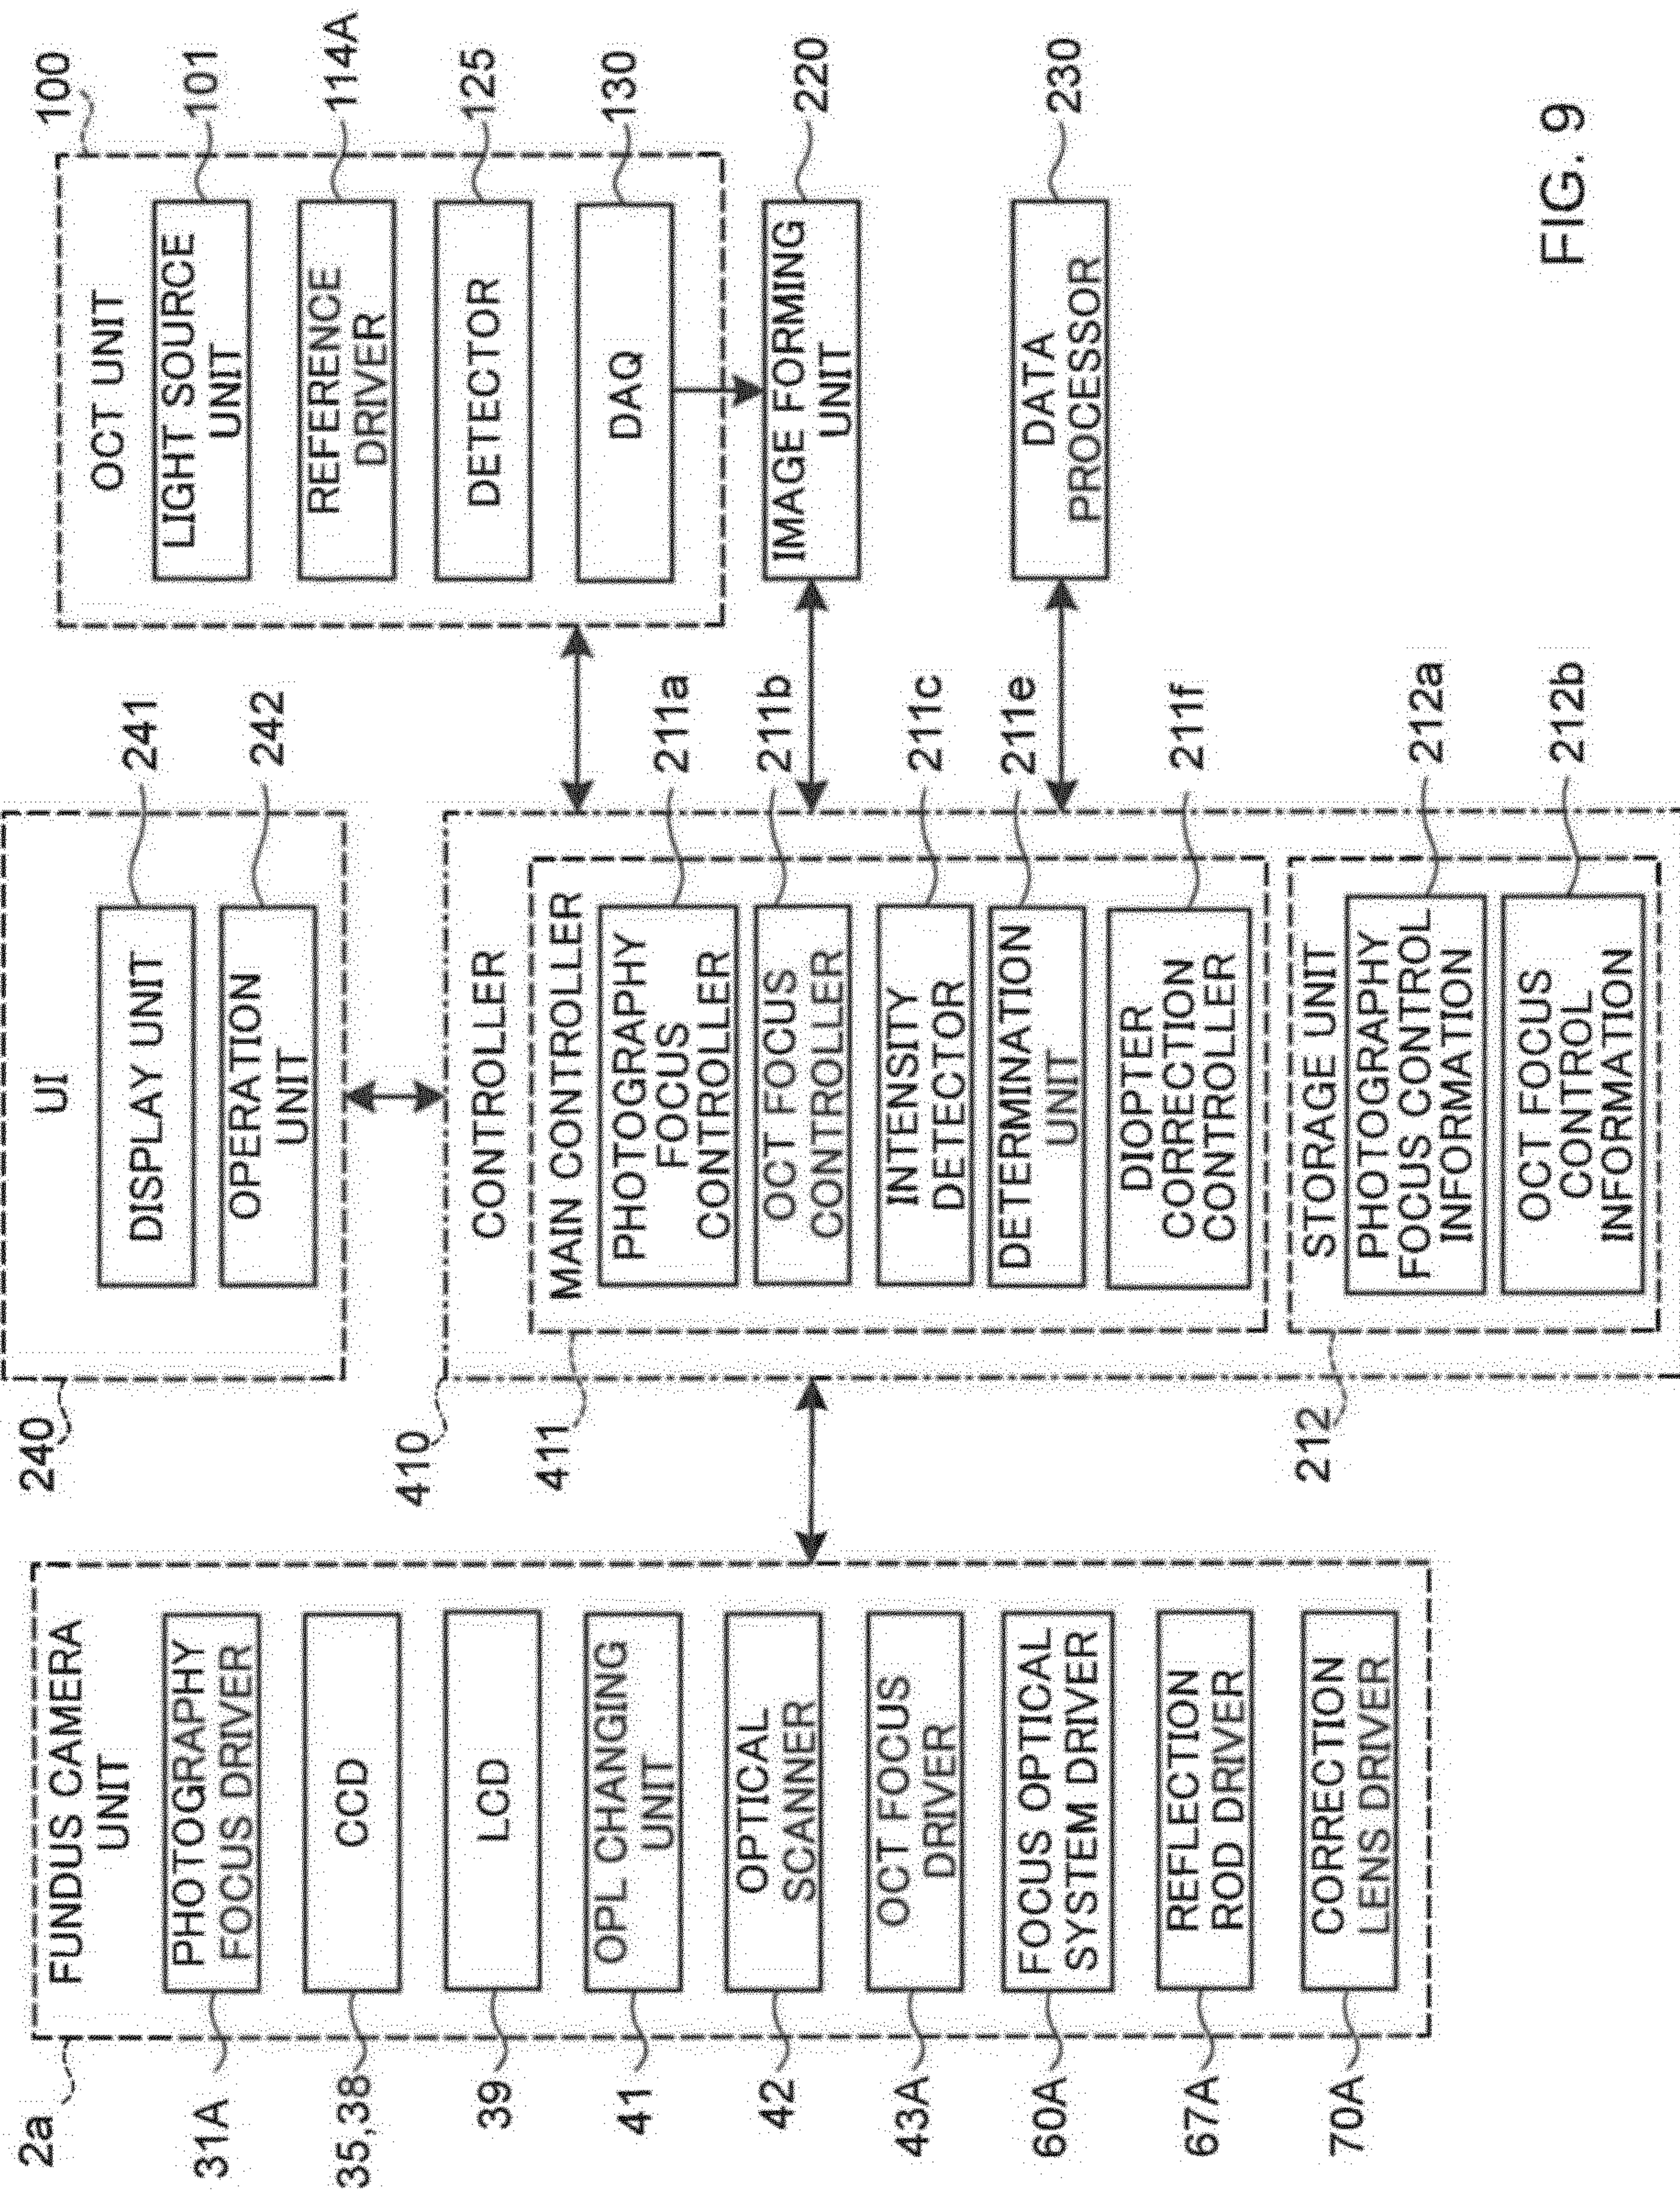 2a
FUNDUS CAMERA
UNIT
31A
PHOTOGRAPHY
FOCUS DRIVER
35,38
CCD
39
LCD
41
OPL CHANGING
UNIT
42
OPTICAL
SCANNER
43A
OCT FOCUS
DRIVER
60A
FOCUS OPTICAL
SYSTEM DRIVER
67A
REFLECTION
ROD DRIVER
70A
CORRECTION
LENS DRIVER
240
UI
DISPLAY UNIT
241
OPERATION
UNIT
242
410
CONTROLLER
411
MAIN CONTROLLER
PHOTOGRAPHY
FOCUS
CONTROLLER
211a
OCT FOCUS
CONTROLLER
211b
INTENSITY
DETECTOR
211c
DETERMINATION
UNIT
211e
DIOPTER
CORRECTION
CONTROLLER
211f
212
STORAGE UNIT
PHOTOGRAPHY
FOCUS CONTROL
INFORMATION
212a
OCT FOCUS
CONTROL
INFORMATION
212b
100
OCT UNIT
LIGHT SOURCE
UNIT
101
REFERENCE
DRIVER
114A
DETECTOR
125
DAQ
130
IMAGE FORMING
UNIT
220
DATA
PROCESSOR
230
FIG. 9